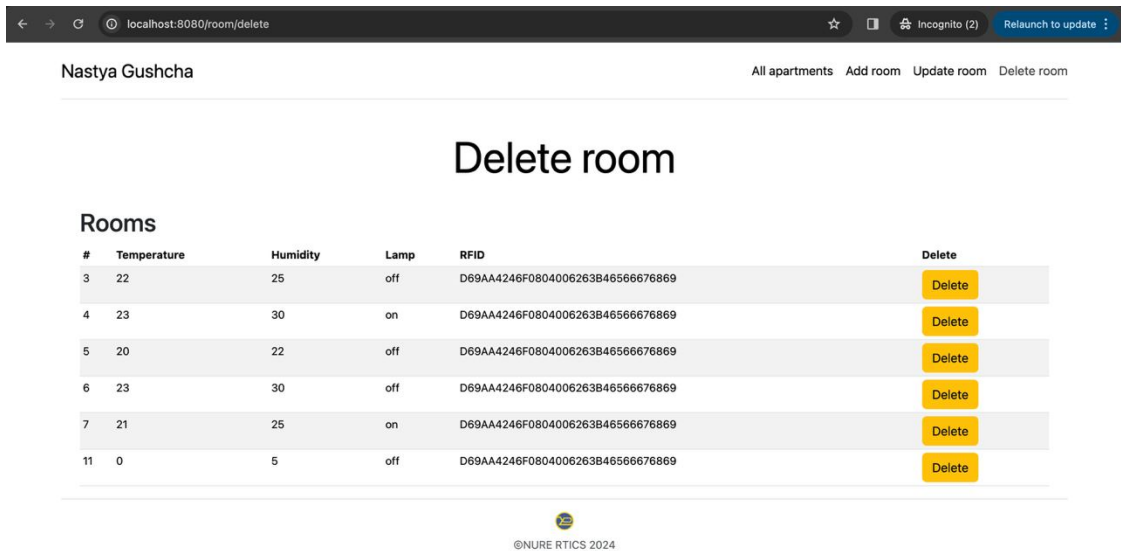 localhost:8080/room/delete
Incognito (2)
Relaunch to update
Nastya Gushcha
All apartments Add room Update room Delete room
Delete room
Rooms
# Temperature Humidity Lamp RFID Delete
3 22 25 off D69AA4246F0804006263B46566676869 Delete
4 23 30 on D69AA4246F0804006263B46566676869 Delete
5 20 22 off D69AA4246F0804006263B46566676869 Delete
6 23 30 off D69AA4246F0804006263B46566676869 Delete
7 21 25 on D69AA4246F0804006263B46566676869 Delete
11 0 5 off D69AA4246F0804006263B46566676869 Delete
©NURE RTICS 2024